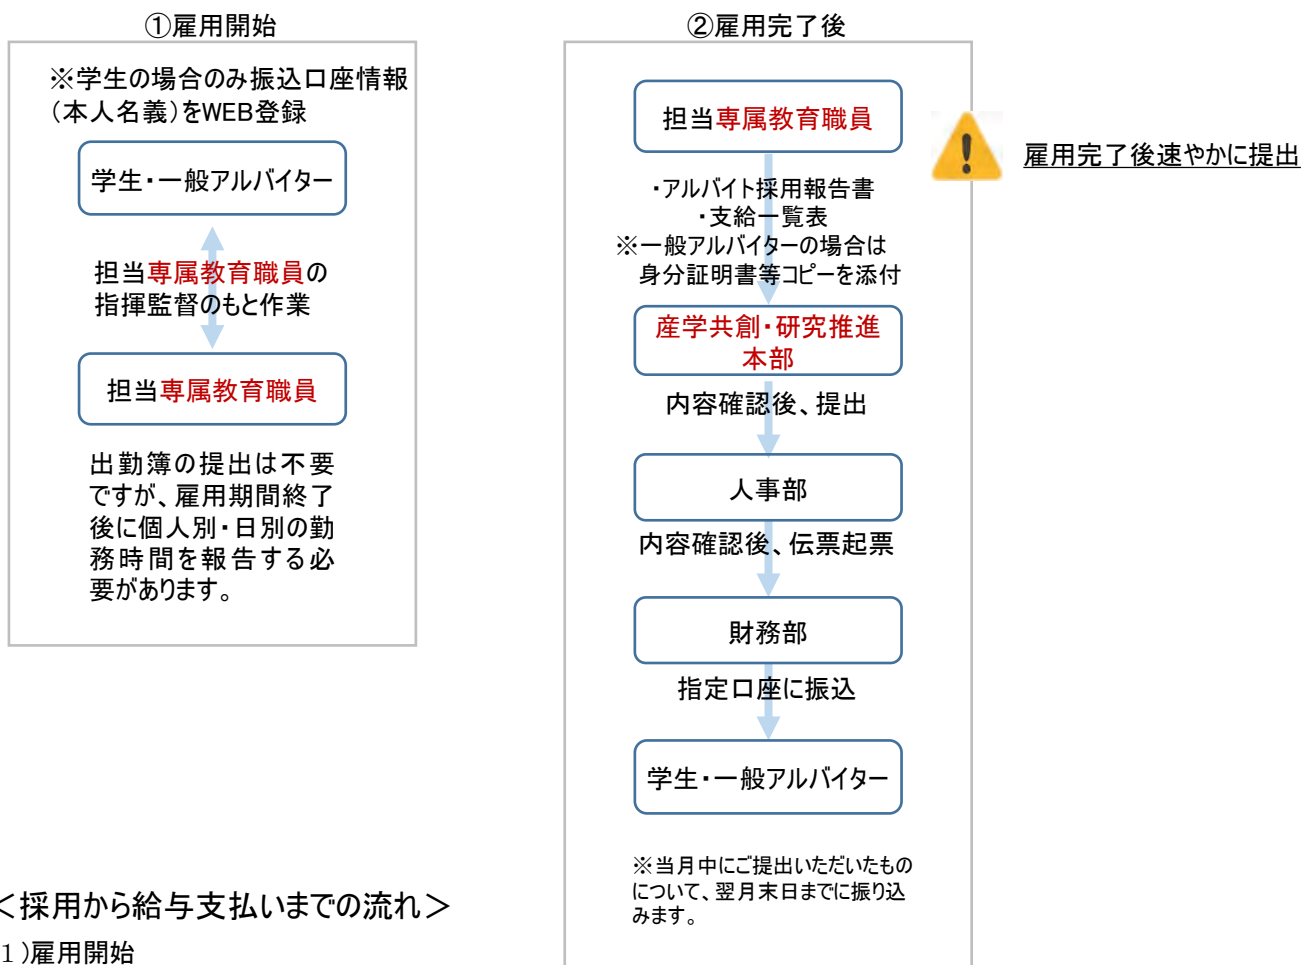 ①雇用開始
※学生の場合のみ振込口座情報
(本人名義)をWEB登録
学生・一般アルバイター
担当専属教育職員の
指揮監督のもと作業
担当専属教育職員
出勤簿の提出は不要
ですが、雇用期間終了
後に個人別・日別の勤
務時間を報告する必
要があります。
②雇用完了後
担当専属教育職員
雇用完了後速やかに提出
・アルバイト採用報告書
・支給一覧表
※一般アルバイターの場合は
身分証明書等コピーを添付
産学共創・研究推進
本部
内容確認後、提出
人事部
内容確認後、伝票起票
財務部
指定口座に振込
学生・一般アルバイター
※当月中にご提出いただいたもの
について、翌月末日までに振り込
みます。
<採用から給与支払いまでの流れ>
1)雇用開始